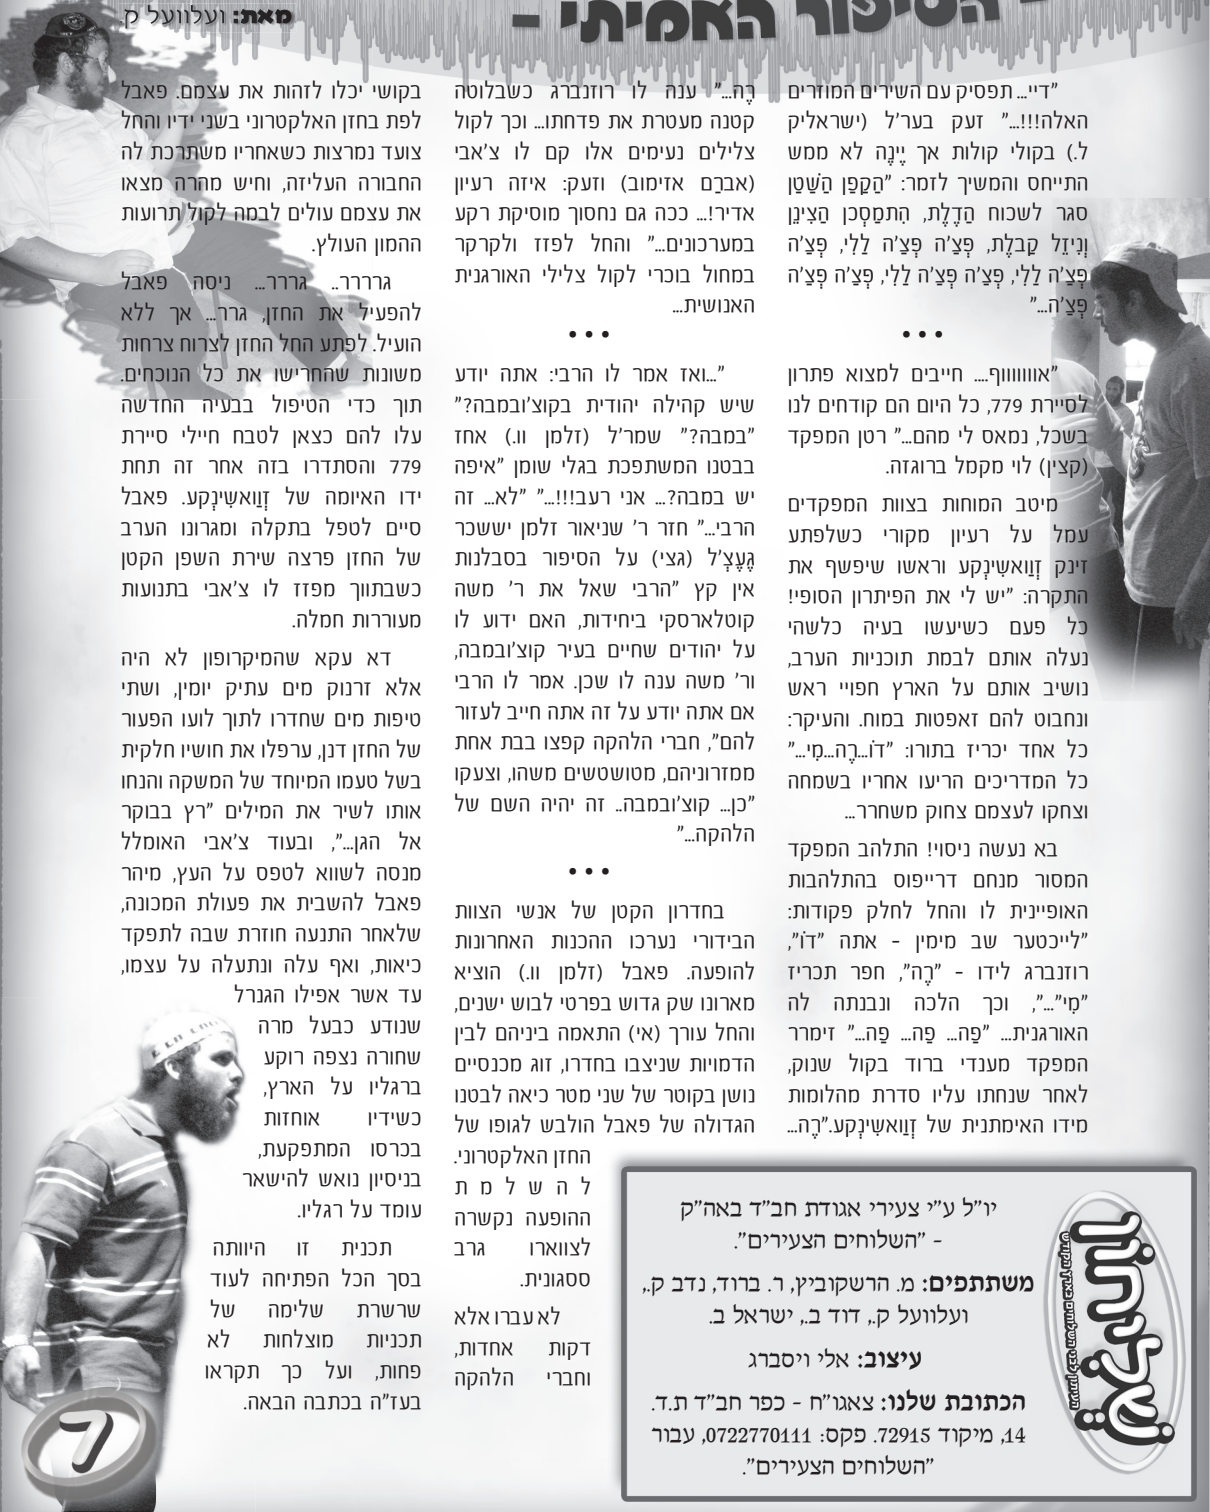 - הסיפור האמיתי -
מאת: ועלוועל ק
"דיי... תפסיק עם השירים המוזרים
האלה!!!..." זעק בער'ל (ישראליק
ל.) בקולי קולות אך יֶינֶה לא ממש
התייחס והמשיך לזמר: "הַקַפַּן הַשַּׁטַן
סגר לשכוח הַדֶלֶת, הִתמַסְכן הַצִינֵן
וְנִיזֵל קַבלֶת, פְּצַ'ה פְּצַ'ה לַלִי, פְּצַ'ה
פְּצַ'ה לַלִי, פְּצַ'ה פְּצַ'ה לַלִי, פְּצַ'ה פְּצַ'ה
פְּצַ'ה..."
•••
"אוווווווף.... חייבים למצוא פתרון
לסיירת 779, כל היום הם קודחים לנו
בשכל, נמאס לי מהם..." רטן המפקד
(קצין) לוי מקמל ברוגזה.
מיטב המוחות בצוות המפקדים
עמל על רעיון מקורי כשלפתע
זינק זְוַואשִינְקע וראשו שיפשף את
התקרה: "יש לי את הפיתרון הסופי!
כל פעם כשיעשו בעיה כלשהי
נעלה אותם לבמת תוכניות הערב,
נושיב אותם על הארץ חפויי ראש
ונחבוט להם זאפטות במוח. והעיקר:
כל אחד יכריז בתורו: "דֹו...רֶה...מִי..."
כל המדריכים הריעו אחריו בשמחה
וצחקו לעצמם צחוק משחרר...
בא נעשה ניסוי! התלהב המפקד
המסור מנחם דרייפוס בהתלהבות
האופיינית לו והחל לחלק פקודות:
"לייכטער שב מימין - אתה "דֹו",
רוזנברג לידו - "רֶה", חפר תכריז
"מִי"...", וכך הלכה ונבנתה לה
האורגנית... "פַה... פַה... פַה..." זימרר
המפקד מענדי ברוד בקול שנוק,
לאחר שנחתו עליו סדרת מהלומות
מידו האימתנית של זְוַואשִינְקע."רֶה...
רֶה..." ענה לו רוזנברג כשבלוטה
קטנה מעטרת את פדחתו... וכך לקול
צלילים נעימים אלו קם לו צ'אבי
(אברַם אזימוב) וזעק: איזה רעיון
אדיר!... ככה גם נחסוך מוסיקת רקע
במערכונים..." והחל לפזז ולקרקר
במחול בוכרי לקול צלילי האורגנית
האנושית...
•••
"...ואז אמר לו הרבי: אתה יודע
שיש קהילה יהודית בקוצ'ובמבה?"
"במבה?" שמר'ל (זלמן וו.) אחז
בבטנו המשתפכת בגלי שומן "איפה
יש במבה?... אני רעב!!!..." "לא... זה
הרבי..." חזר ר' שניאור זלמן יששכר
גֶעֶצְ'ל (גצי) על הסיפור בסבלנות
אין קץ "הרבי שאל את ר' משה
קוטלארסקי ביחידות, האם ידוע לו
על יהודים שחיים בעיר קוצ'ובמבה,
ור' משה ענה לו שכן. אמר לו הרבי
אם אתה יודע על זה אתה חייב לעזור
להם", חברי הלהקה קפצו בבת אחת
ממזרוניהם, מטושטשים משהו, וצעקו
"כן... קוצ'ובמבה.. זה יהיה השם של
הלהקה..."
•••
בחדרון הקטן של אנשי הצוות
הבידורי נערכו ההכנות האחרונות
להופעה. פאבל (זלמן וו.) הוציא
מארונו שק גדוש בפרטי לבוש ישנים,
והחל עורך (אי) התאמה ביניהם לבין
הדמויות שניצבו בחדרו, זוג מכנסיים
נושן בקוטר של שני מטר כיאה לבטנו
הגדולה של פאבל הולבש לגופו של
החזן האלקטרוני.
להשלמת
ההופעה נקשרה
לצווארו גרב
ססגונית.
לא עברו אלא
דקות אחדות,
וחברי הלהקה
בקושי יכלו לזהות את עצמם. פאבל
לפת בחזן האלקטרוני בשני ידיו והחל
צועד נמרצות כשאחריו משתרכת לה
החבורה העליזה, וחיש מהרה מצאו
את עצמם עולים לבמה לקול תרועות
ההמון העולץ.
גררררר.. גרררר... ניסה פאבל
להפעיל את החזן, גרר... אך ללא
הועיל. לפתע החל החזן לצרוח צרחות
משונות שהחרישו את כל הנוכחים.
תוך כדי הטיפול בבעיה החדשה
עלו להם כצאן לטבח חיילי סיירת
779 והסתדרו בזה אחר זה תחת
ידו האיומה של זְוַואשִינְקע. פאבל
סיים לטפל בתקלה ומגרונו הערב
של החזן פרצה שירת השפן הקטן
כשבתווך מפזז לו צ'אבי בתנועות
מעוררות חמלה.
דא עקא שהמיקרופון לא היה
אלא זרנוק מים עתיק יומין, ושתי
טיפות מים שחדרו לתוך לועו הפעור
של החזן דנן, ערפלו את חושיו חלקית
בשל טעמו המיוחד של המשקה והנחו
אותו לשיר את המילים "רץ בבוקר
אל הגן...", ובעוד צ'אבי האומלל
מנסה לשווא לטפס על העץ, מיהר
פאבל להשבית את פעולת המכונה,
שלאחר התנעה חוזרת שבה לתפקד
כיאות, ואף עלה ונתעלה על עצמו,
עד אשר אפילו הגנרל
שנודע כבעל מרה
שחורה נצפה רוקע
ברגליו על הארץ,
כשידיו אוחזות
בכרסו המתפקעת,
בניסיון נואש להישאר
עומד על רגליו.
תכנית זו היוותה
בסך הכל הפתיחה לעוד
שרשרת שלימה של
תכניות מוצלחות לא
פחות, ועל כך תקראו
בעז"ה בכתבה הבאה.
יו"ל ע"י צעירי אגודת חב"ד באה"ק
- "השלוחים הצעירים".
משתתפים: מ. הרשקוביץ, ר. ברוד, נדב ק.,
ועלוועל ק., דוד ב., ישראל ב.
עיצוב: אלי ויסברג
הכתובת שלנו: צאגו"ח - כפר חב"ד ת.ד.
14, מיקוד 72915. פקס: 0722770111, עבור
"השלוחים הצעירים".
שליחון
העיתון לבני השלוחים בארץ הקודש
ד